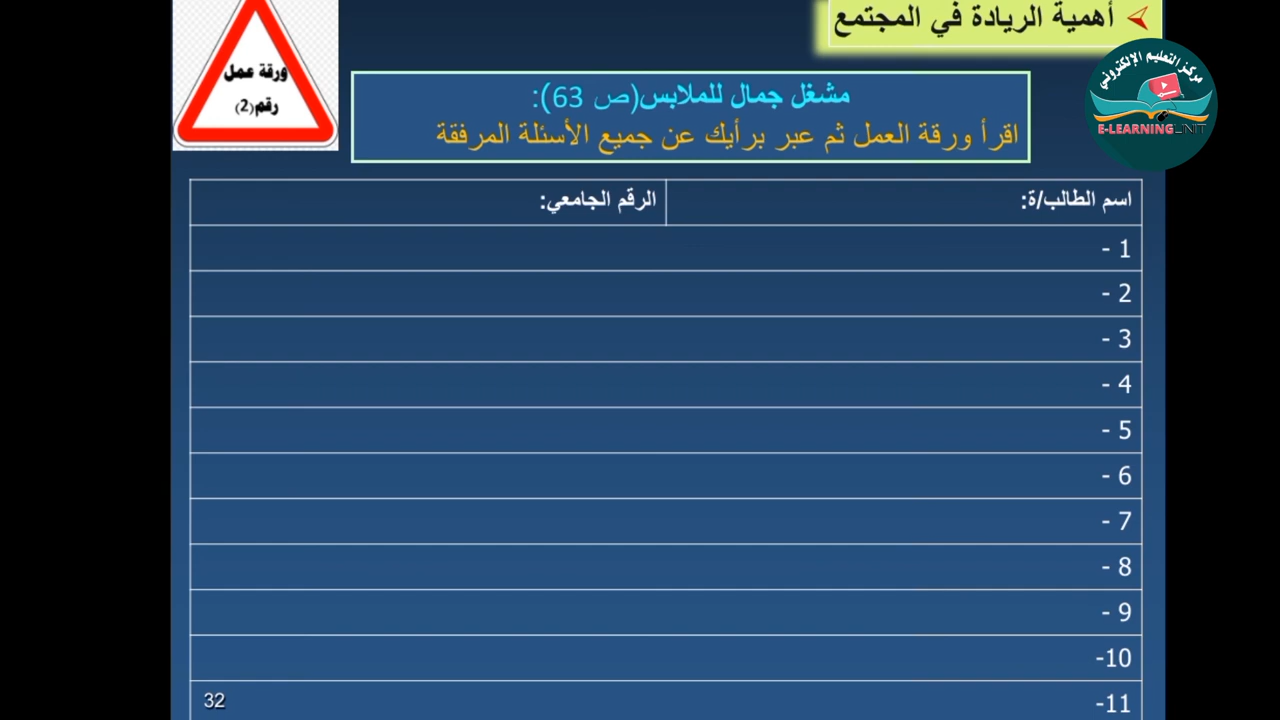 أهمية الريادة في المجتمع
مركز التعليم الإلكتروني
E-LEARNING UNIT
ورقة عمل
رقم(2)
مشغل جمال للملابس(ص 63):
اقرأ ورقة العمل ثم عبر برأيك عن جميع الأسئلة المرفقة
اسم الطالب/ة: الرقم الجامعي:
1 -
2 -
3 -
4 -
5 -
6 -
7 -
8 -
9 -
10-
11-
32